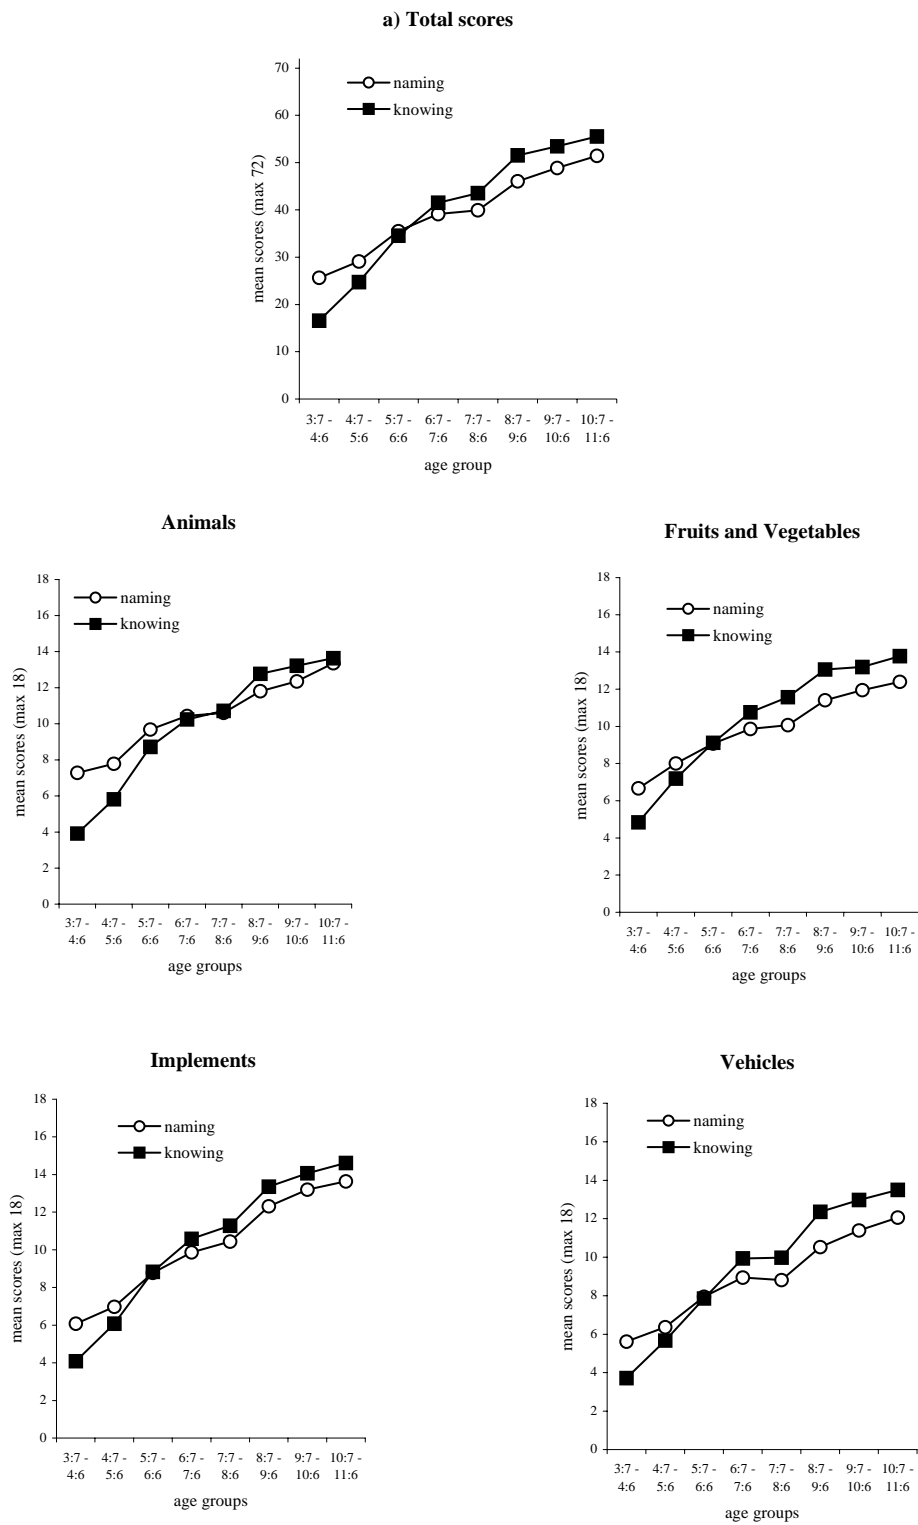 a) Total scores
70
60
50
40
30
20
10
0
mean scores (max 72)
naming
knowing
3:7 - 4:7 - 5:7 - 6:7 - 7:7 - 8:7 - 9:7 - 10:7 -
4:6 5:6 6:6 7:6 8:6 9:6 10:6 11:6
age group
Animals
18
16
14
12
10
8
6
4
2
0
mean scores (max 18)
naming
knowing
3:7 - 4:7 - 5:7 - 6:7 - 7:7 - 8:7 - 9:7 - 10:7 -
4:6 5:6 6:6 7:6 8:6 9:6 10:6 11:6
age groups
Fruits and Vegetables
18
16
14
12
10
8
6
4
2
0
mean scores (max 18)
naming
knowing
3:7 - 4:7 - 5:7 - 6:7 - 7:7 - 8:7 - 9:7 - 10:7 -
4:6 5:6 6:6 7:6 8:6 9:6 10:6 11:6
age groups
Implements
18
16
14
12
10
8
6
4
2
0
mean scores (max 18)
naming
knowing
3:7 - 4:7 - 5:7 - 6:7 - 7:7 - 8:7 - 9:7 - 10:7 -
4:6 5:6 6:6 7:6 8:6 9:6 10:6 11:6
age groups
Vehicles
18
16
14
12
10
8
6
4
2
0
mean scores (max 18)
naming
knowing
3:7 - 4:7 - 5:7 - 6:7 - 7:7 - 8:7 - 9:7 - 10:7 -
4:6 5:6 6:6 7:6 8:6 9:6 10:6 11:6
age groups